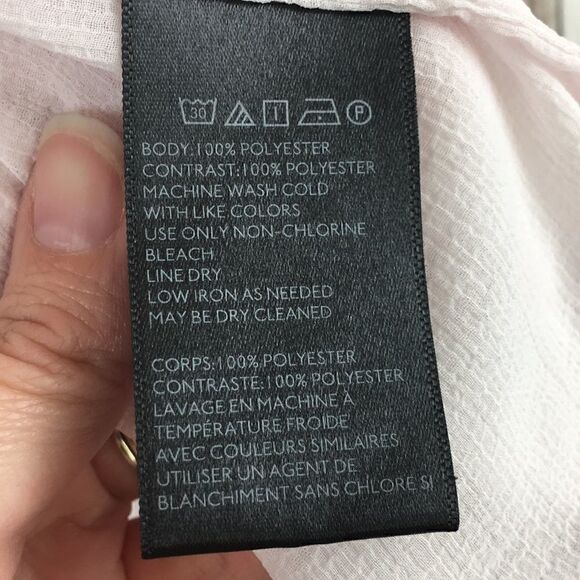 30 P
BODY:100% POLYESTER
CONTRAST:100% POLYESTER
MACHINE WASH COLD
WITH LIKE COLORS
USE ONLY NON-CHLORINE
BLEACH
LINE DRY
LOW IRON AS NEEDED
MAY BE DRY CLEANED
CORPS:100% POLYESTER
CONTRASTE:100% POLYESTER
LAVAGE EN MACHINE À
TEMPÉRATURE FROIDE
AVEC COULEURS SIMILAIRES
UTILISER UN AGENT DE
BLANCHIMENT SANS CHLORE SI